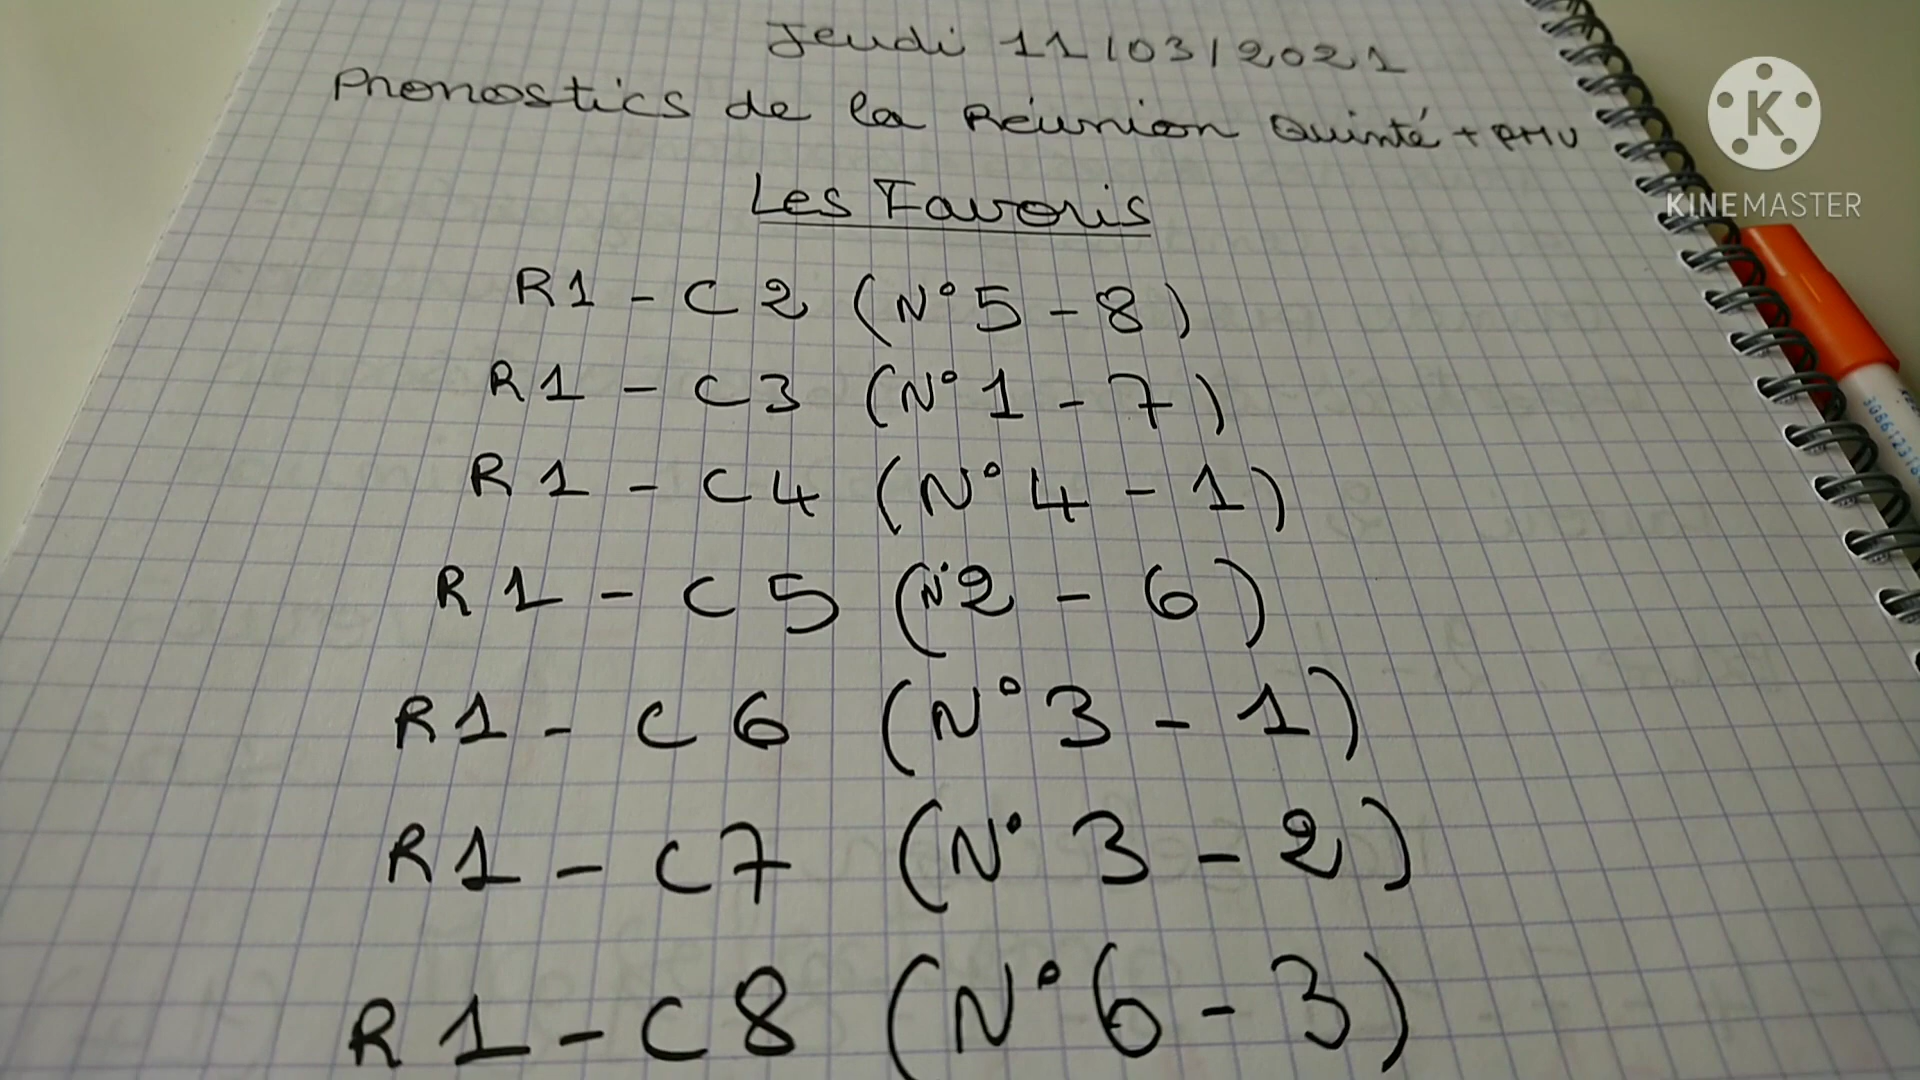 Jeudi 11/03/2021
Pronostics de la Réunion Quinté + PMU
Les Favoris
R1 - C2 (N°5 - 8)
R1 - C3 (N°1 - 7)
R1 - C4 (N°4 - 1)
R1 - C5 (N°2 - 6)
R1 - C6 (N°3 - 1)
R1 - C7 (N°3 - 2)
R1 - C8 (N°6 - 3)
K
KINEMASTER